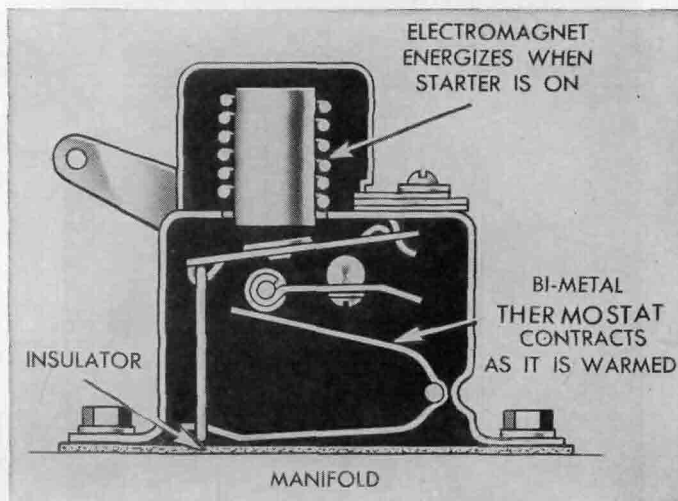 ELECTROMAGNET
ENERGIZES WHEN
STARTER IS ON
BI-METAL
THERMOSTAT
CONTRACTS
AS IT IS WARMED
INSULATOR
MANIFOLD